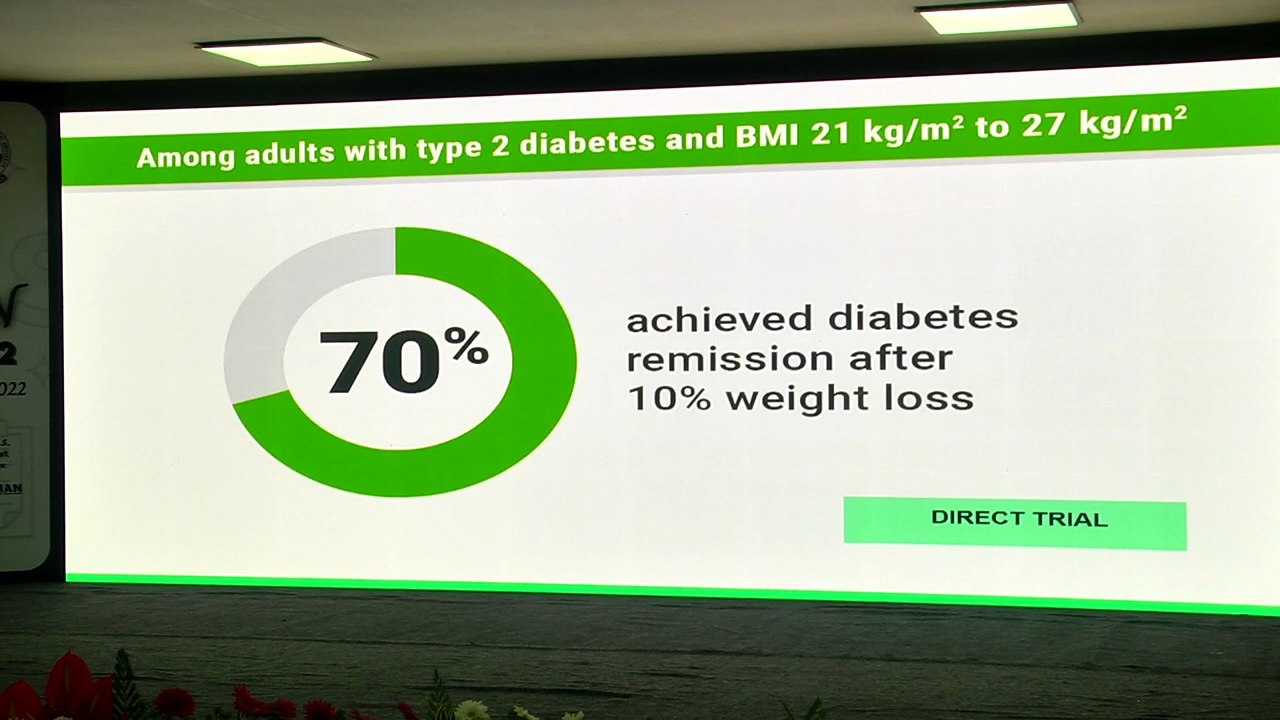 Among adults with type 2 diabetes and BMI 21 kg/m² to 27 kg/m²
70%
achieved diabetes
remission after
10% weight loss
DIRECT TRIAL
2022